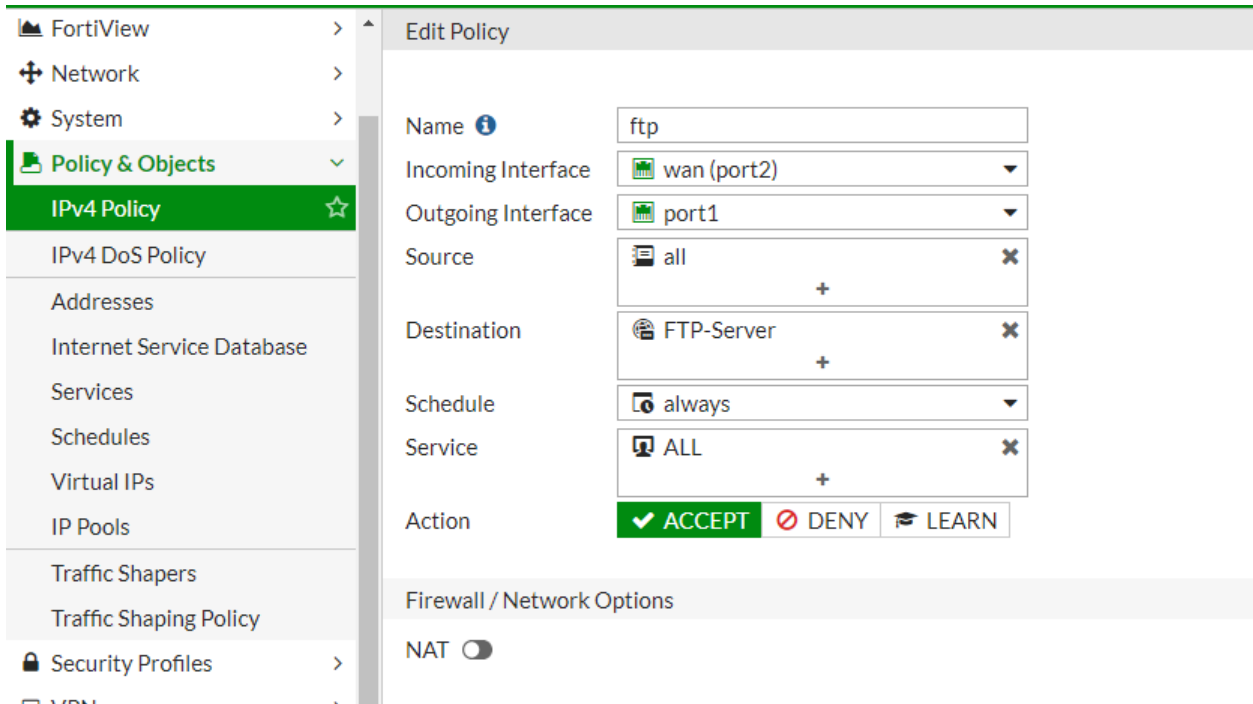 FortiView
Network
System
Policy & Objects
IPv4 Policy
IPv4 DoS Policy
Addresses
Internet Service Database
Services
Schedules
Virtual IPs
IP Pools
Traffic Shapers
Traffic Shaping Policy
Security Profiles
VPN
Edit Policy
Name ftp
Incoming Interface wan (port2)
Outgoing Interface port1
Source all
+
Destination FTP-Server
+
Schedule always
Service ALL
+
Action ACCEPT DENY LEARN
Firewall / Network Options
NAT